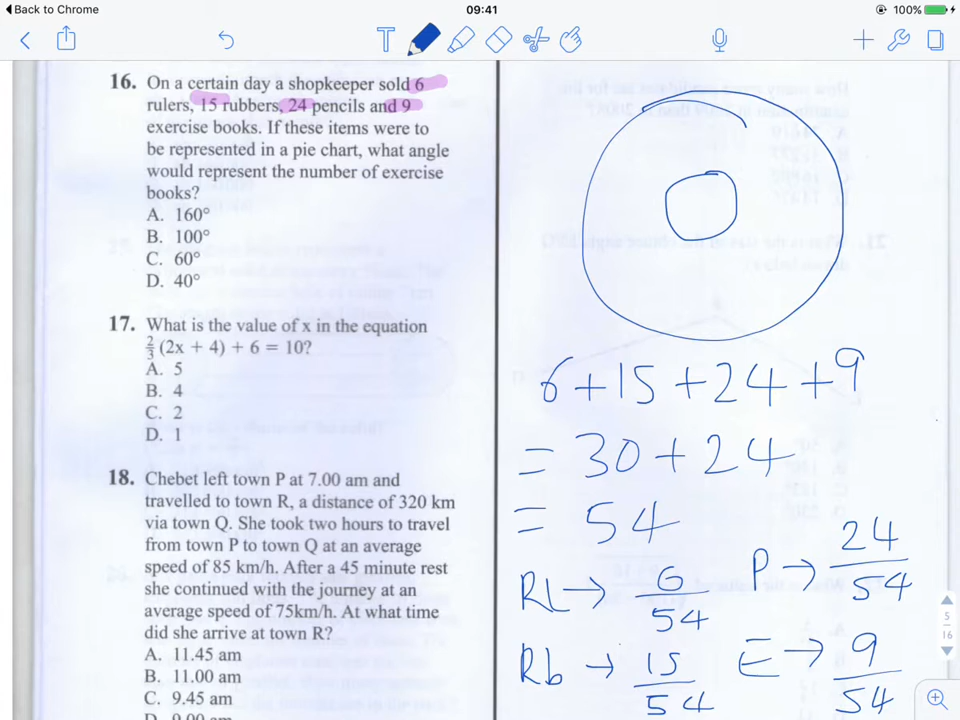 Back to Chrome
09:41
100%
16. On a certain day a shopkeeper sold 6
rulers, 15 rubbers, 24 pencils and 9
exercise books. If these items were to
be represented in a pie chart, what angle
would represent the number of exercise
books?
A. 160°
B. 100°
C. 60°
D. 40°
17. What is the value of x in the equation
2/3 (2x + 4) + 6 = 10?
A. 5
B. 4
C. 2
D. 1
18. Chebet left town P at 7.00 am and
travelled to town R, a distance of 320 km
via town Q. She took two hours to travel
from town P to town Q at an average
speed of 85 km/h. After a 45 minute rest
she continued with the journey at an
average speed of 75km/h. At what time
did she arrive at town R?
A. 11.45 am
B. 11.00 am
C. 9.45 am
D. 9.00 am
6 + 15 + 24 + 9
= 30 + 24
= 54
RL → 6/54
P → 24/54
Rb → 15/54
E → 9/54
5
16